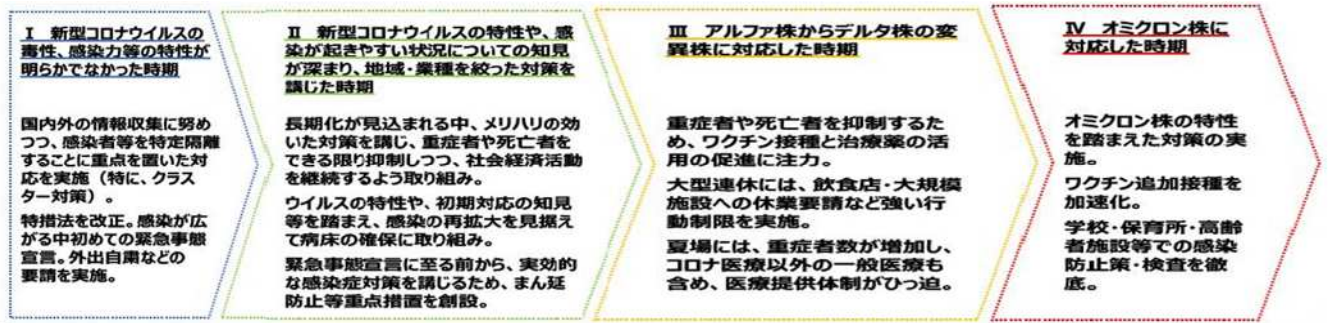 Ⅰ 新型コロナウイルスの
毒性、感染力等の特性が
明らかでなかった時期
国内外の情報収集に努め
つつ、感染者等を特定隔離
することに重点を置いた対
応を実施（特に、クラス
ター対策）。
特措法を改正。感染が広
がる中初めての緊急事態
宣言。外出自粛などの
要請を実施。
Ⅱ 新型コロナウイルスの特性や、感
染が起きやすい状況についての知見
が深まり、地域・業種を絞った対策を
講じた時期
長期化が見込まれる中、メリハリの効
いた対策を講じ、重症者や死亡者を
できる限り抑制しつつ、社会経済活動
を継続するよう取り組み。
ウイルスの特性や、初期対応の知見
等を踏まえ、感染の再拡大を見据え
て病床の確保に取り組み。
緊急事態宣言に至る前から、実効的
な感染症対策を講じるため、まん延
防止等重点措置を創設。
Ⅲ アルファ株からデルタ株の変
異株に対応した時期
重症者や死亡者を抑制するた
め、ワクチン接種と治療薬の活
用の促進に注力。
大型連休には、飲食店・大規模
施設への休業要請など強い行
動制限を実施。
夏場には、重症者数が増加し、
コロナ医療以外の一般医療も
含め、医療提供体制がひっ迫。
Ⅳ オミクロン株に
対応した時期
オミクロン株の特性
を踏まえた対策の実
施。
ワクチン追加接種を
加速化。
学校・保育所・高齢
者施設等での感染
防止策・検査を徹
底。